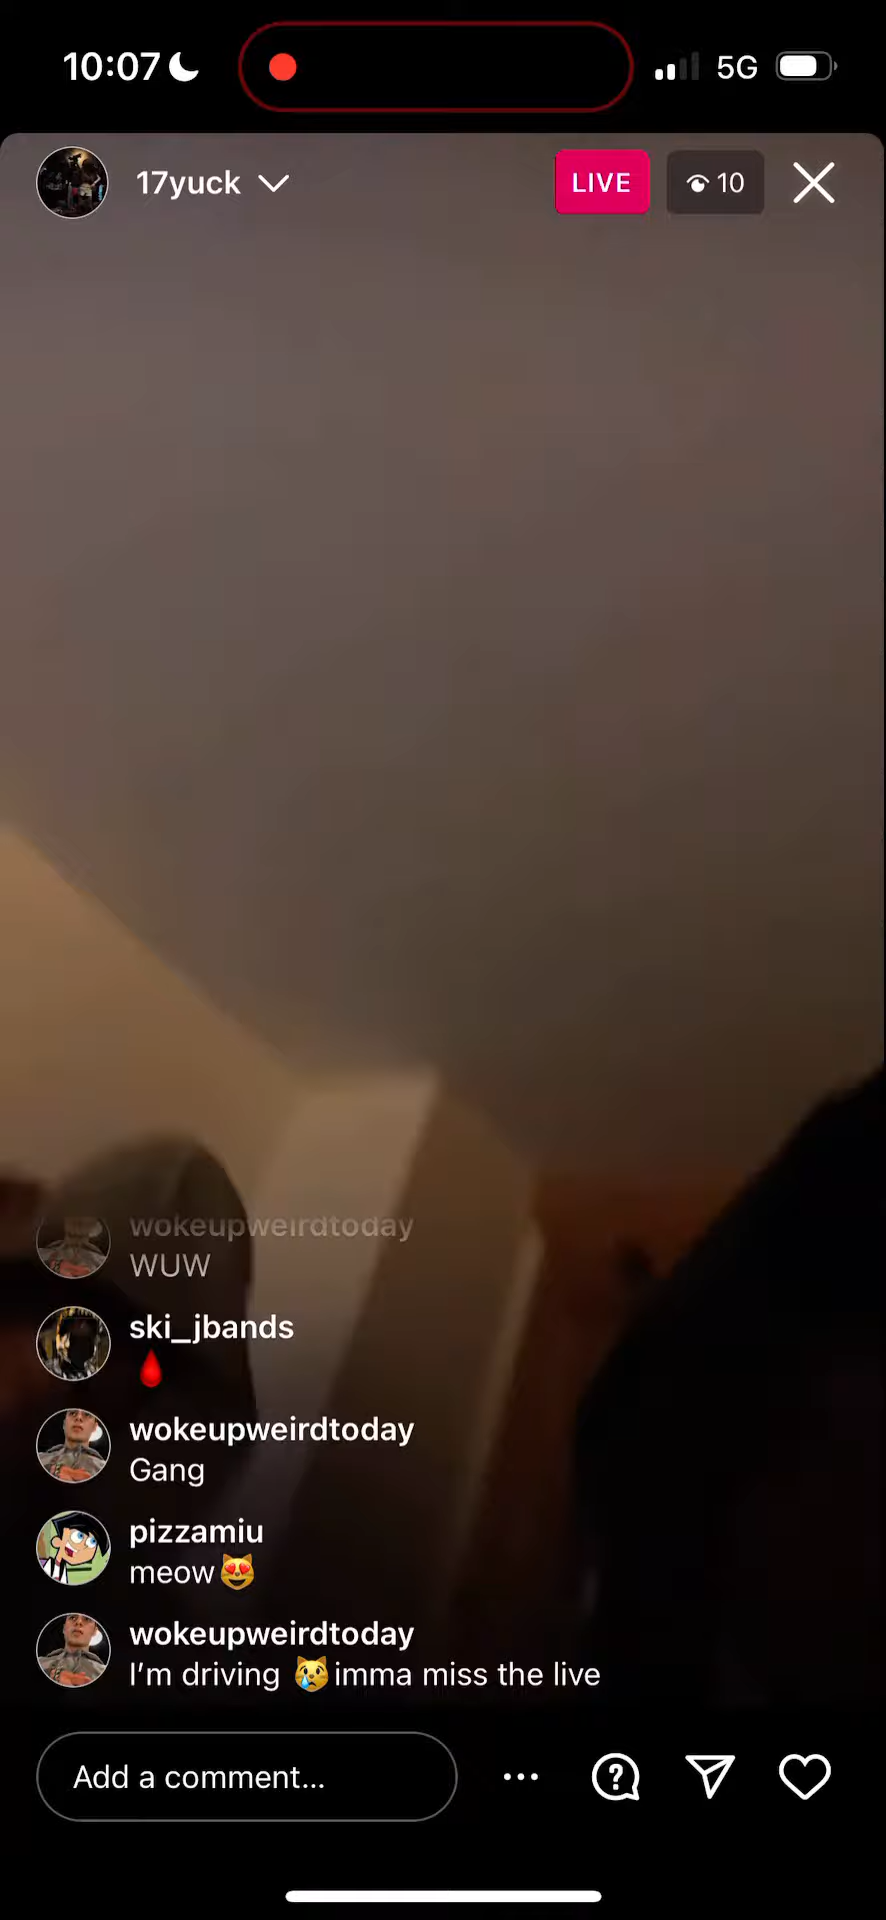 10:07
5G
17yuck
LIVE
10
wokeupweirdtoday
WUW
ski_jbands
🩸
wokeupweirdtoday
Gang
pizzamiu
meow😻
wokeupweirdtoday
I’m driving 😿imma miss the live
Add a comment...